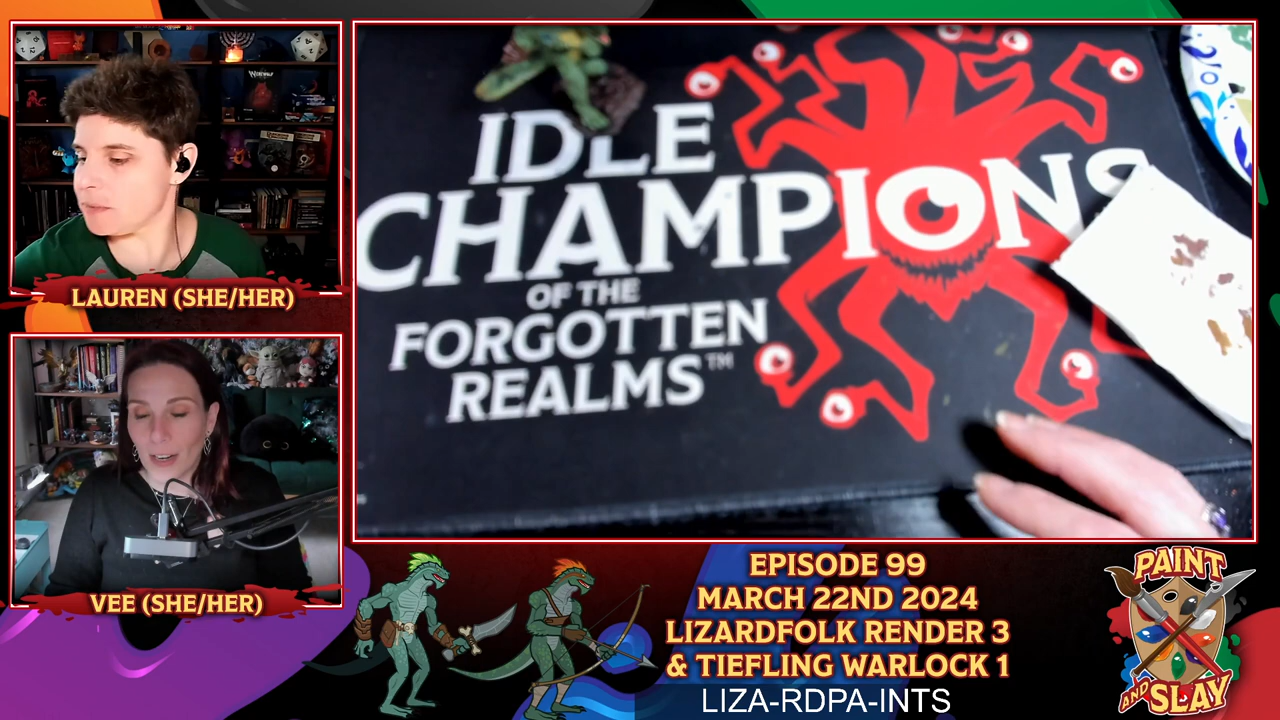 LAUREN (SHE/HER)
VEE (SHE/HER)
IDLE
CHAMPIONS
OF THE
FORGOTTEN
REALMS™
EPISODE 99
MARCH 22ND 2024
LIZARDFOLK RENDER 3
& TIEFLING WARLOCK 1
LIZA-RDPA-INTS
PAINT
AND SLAY